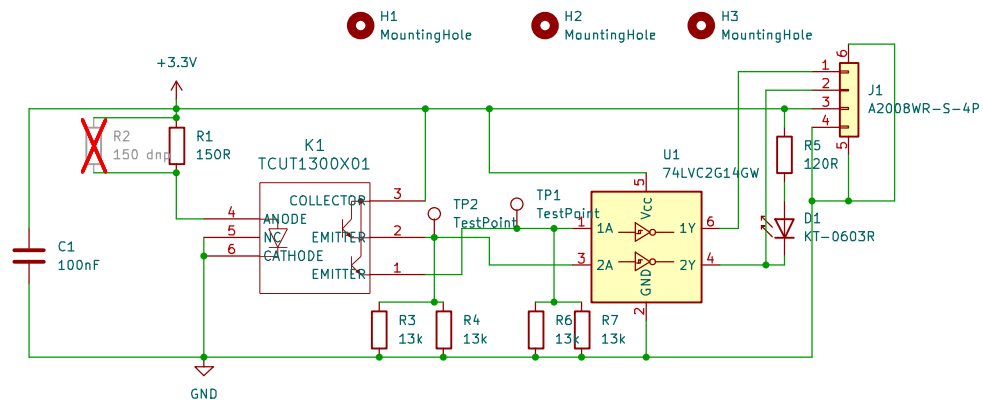 H1
MountingHole
H2
MountingHole
H3
MountingHole
+3.3V
R2
150 dnp
R1
150R
K1
TCUT1300X01
COLLECTOR
3
4
ANODE
5
NC
EMITTER
2
6
CATHODE
EMITTER
1
TP2
TestPoint
TP1
TestPoint
U1
74LVC2G14GW
5
Vcc
1
1A
1Y
6
3
2A
2Y
4
GND
2
6
1
2
3
4
5
J1
A2008WR-S-4P
R5
120R
D1
KT-0603R
C1
100nF
R3
13k
R4
13k
R6
13k
R7
13k
GND